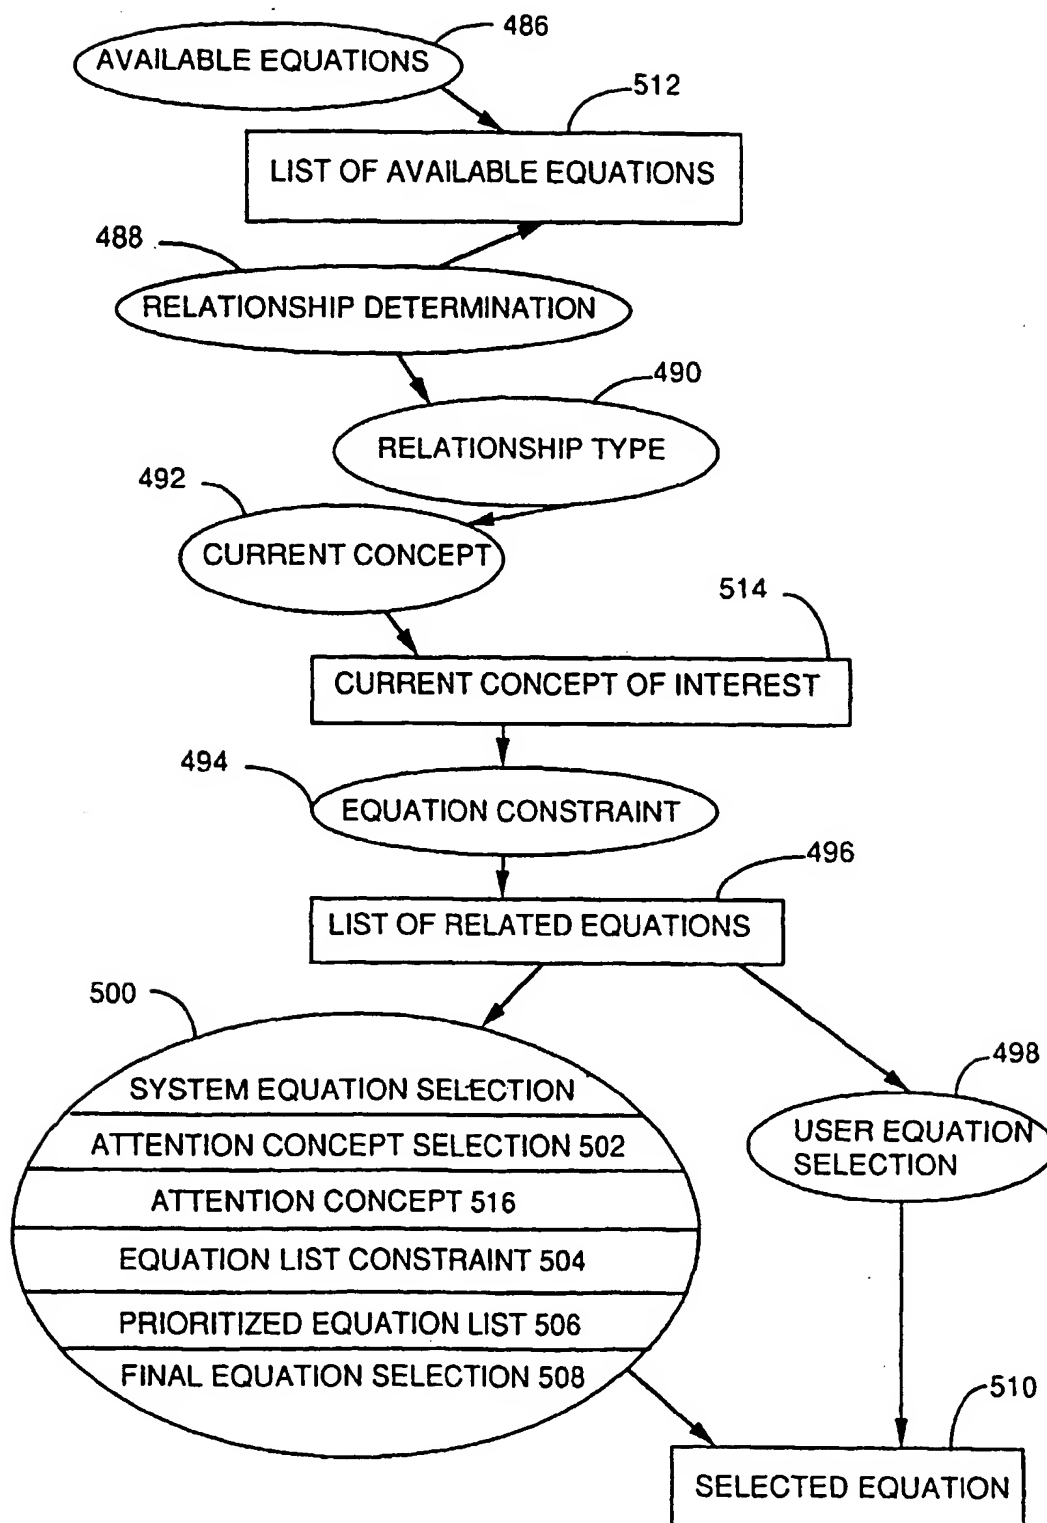 486
AVAILABLE EQUATIONS
512
LIST OF AVAILABLE EQUATIONS
488
RELATIONSHIP DETERMINATION
490
RELATIONSHIP TYPE
492
CURRENT CONCEPT
514
CURRENT CONCEPT OF INTEREST
494
EQUATION CONSTRAINT
496
LIST OF RELATED EQUATIONS
500
SYSTEM EQUATION SELECTION
ATTENTION CONCEPT SELECTION 502
ATTENTION CONCEPT 516
EQUATION LIST CONSTRAINT 504
PRIORITIZED EQUATION LIST 506
FINAL EQUATION SELECTION 508
498
USER EQUATION
SELECTION
510
SELECTED EQUATION